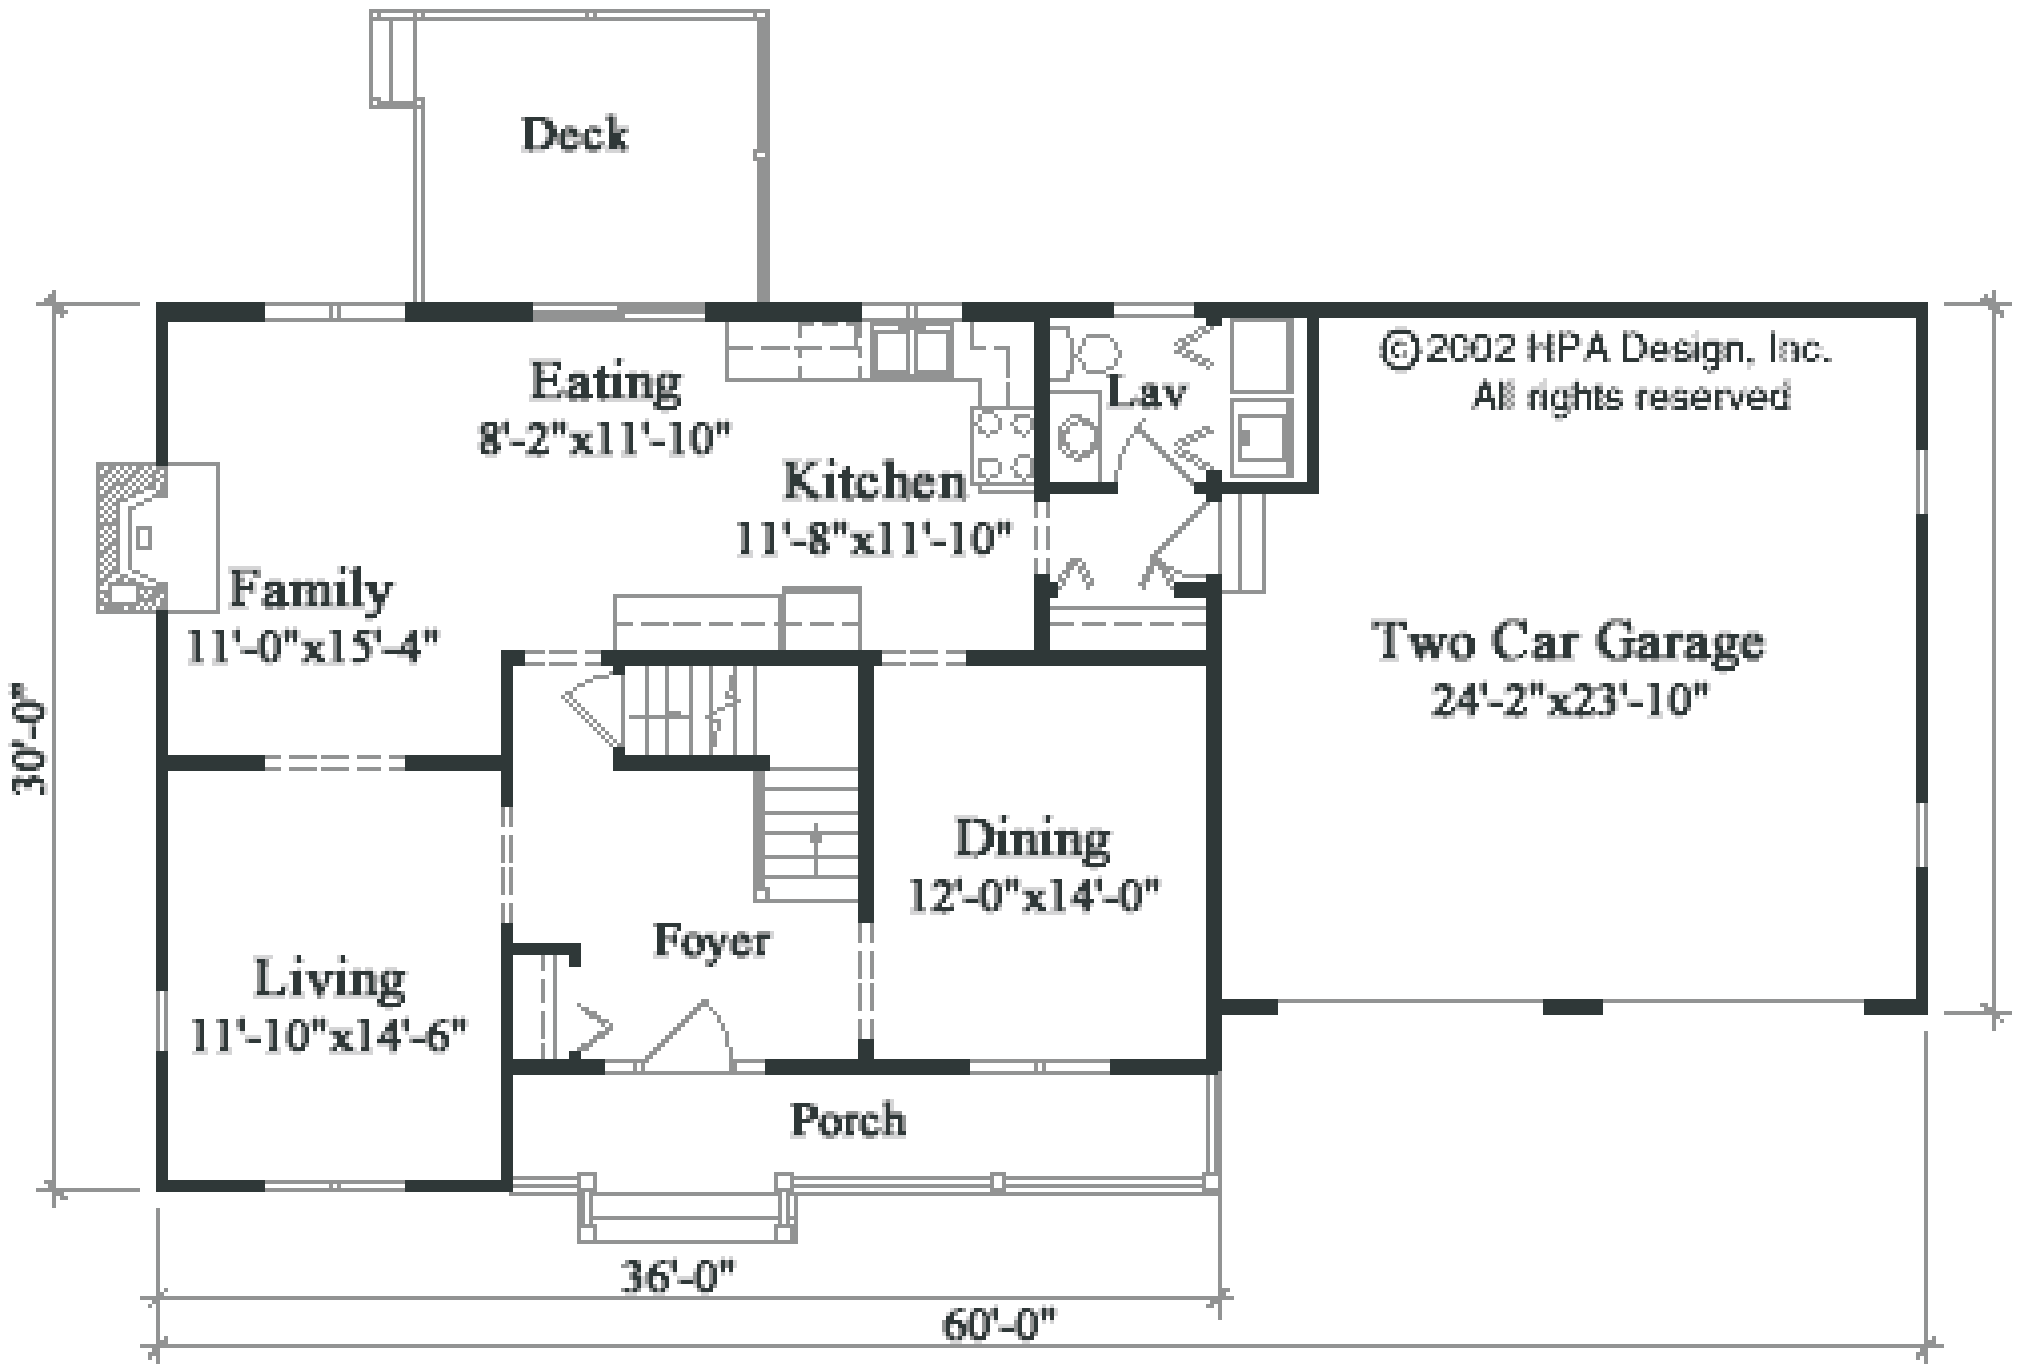 Deck
©2002 HPA Design, Inc.
All rights reserved
Eating
8'-2"x11'-10"
Lav
Kitchen
11'-8"x11'-10"
Family
11'-0"x15'-4"
Two Car Garage
24'-2"x23'-10"
30'-0"
Dining
12'-0"x14'-0"
Foyer
Living
11'-10"x14'-6"
Porch
36'-0"
60'-0"